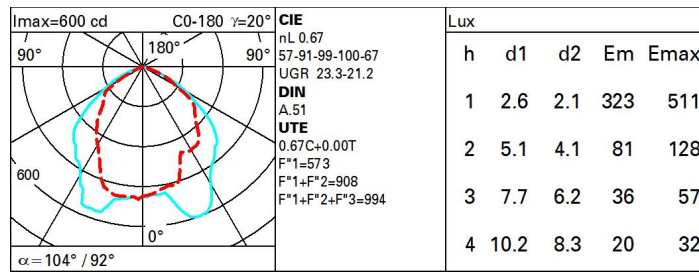 Imax=600 cd C0-180 γ=20°
90° 180° 90°
600
0°
α=104° / 92°
CIE
nL 0.67
57-91-99-100-67
UGR 23.3-21.2
DIN
A.51
UTE
0.67C+0.00T
F"1=573
F"1+F"2=908
F"1+F"2+F"3=994
Lux
h d1 d2 Em Emax
1 2.6 2.1 323 511
2 5.1 4.1 81 128
3 7.7 6.2 36 57
4 10.2 8.3 20 32